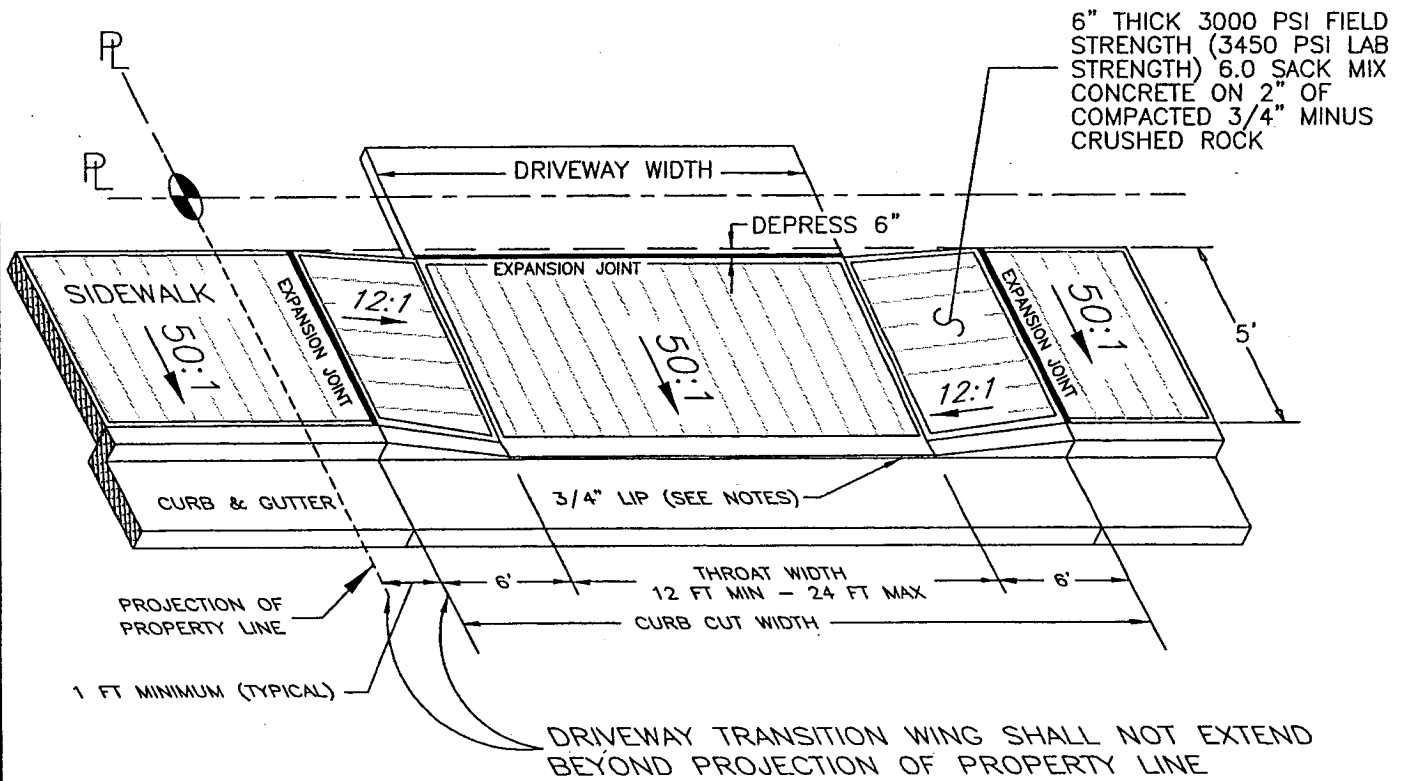 6" THICK 3000 PSI FIELD
STRENGTH (3450 PSI LAB
STRENGTH) 6.0 SACK MIX
CONCRETE ON 2" OF
COMPACTED 3/4" MINUS
CRUSHED ROCK
PL
PL
DRIVEWAY WIDTH
DEPRESS 6"
EXPANSION JOINT
SIDEWALK
50:1
EXPANSION JOINT
12:1
50:1
12:1
EXPANSION JOINT
50:1
5'
CURB & GUTTER
3/4" LIP (SEE NOTES)
6'
THROAT WIDTH
12 FT MIN – 24 FT MAX
6'
CURB CUT WIDTH
PROJECTION OF
PROPERTY LINE
1 FT MINIMUM (TYPICAL)
DRIVEWAY TRANSITION WING SHALL NOT EXTEND
BEYOND PROJECTION OF PROPERTY LINE